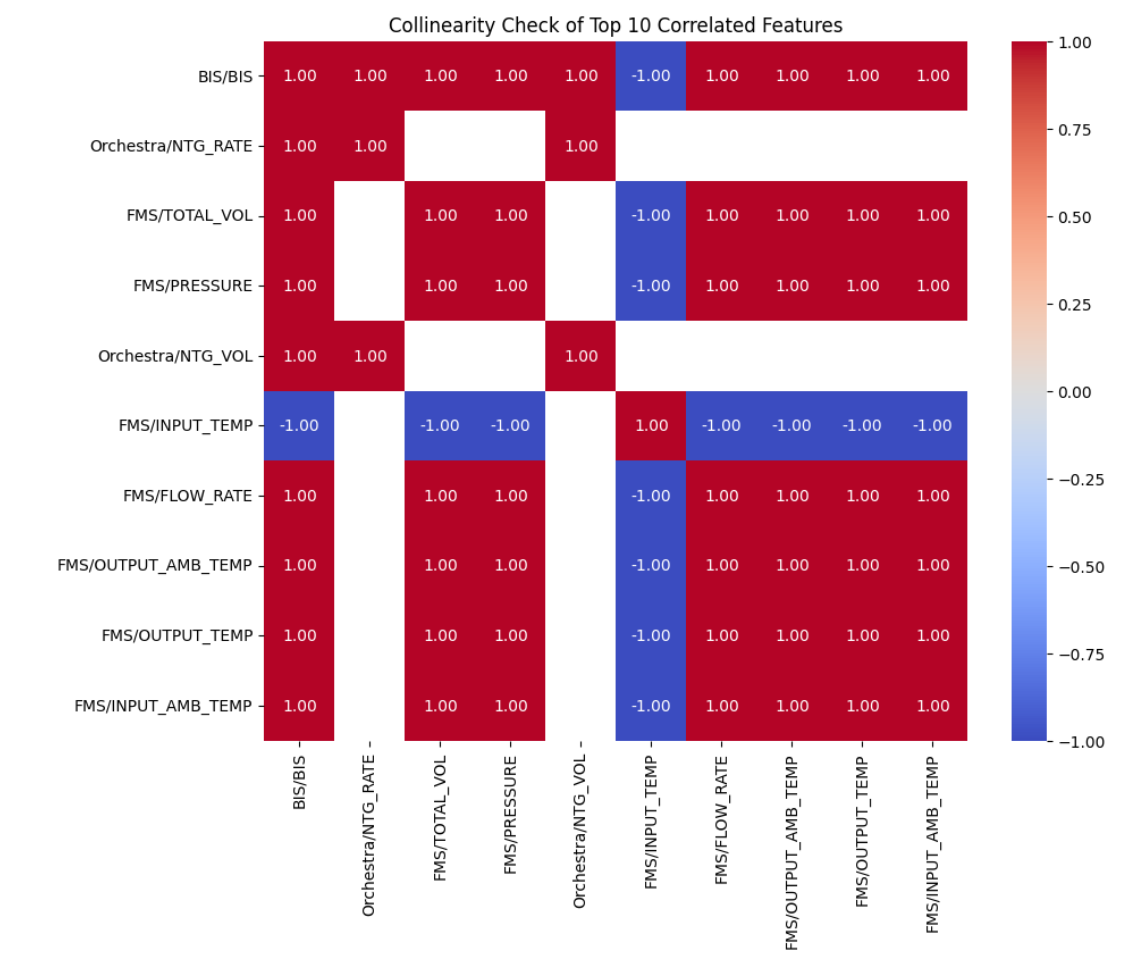 Collinearity Check of Top 10 Correlated Features
BIS/BIS 1.00 1.00 1.00 1.00 1.00 -1.00 1.00 1.00 1.00 1.00
Orchestra/NTG_RATE 1.00 1.00 1.00
FMS/TOTAL_VOL 1.00 1.00 1.00 -1.00 1.00 1.00 1.00 1.00
FMS/PRESSURE 1.00 1.00 1.00 -1.00 1.00 1.00 1.00 1.00
Orchestra/NTG_VOL 1.00 1.00 1.00
FMS/INPUT_TEMP -1.00 -1.00 -1.00 1.00 -1.00 -1.00 -1.00 -1.00
FMS/FLOW_RATE 1.00 1.00 1.00 -1.00 1.00 1.00 1.00 1.00
FMS/OUTPUT_AMB_TEMP 1.00 1.00 1.00 -1.00 1.00 1.00 1.00 1.00
FMS/OUTPUT_TEMP 1.00 1.00 1.00 -1.00 1.00 1.00 1.00 1.00
FMS/INPUT_AMB_TEMP 1.00 1.00 1.00 -1.00 1.00 1.00 1.00 1.00
BIS/BIS
Orchestra/NTG_RATE
FMS/TOTAL_VOL
FMS/PRESSURE
Orchestra/NTG_VOL
FMS/INPUT_TEMP
FMS/FLOW_RATE
FMS/OUTPUT_AMB_TEMP
FMS/OUTPUT_TEMP
FMS/INPUT_AMB_TEMP
1.00
0.75
0.50
0.25
0.00
−0.25
−0.50
−0.75
−1.00